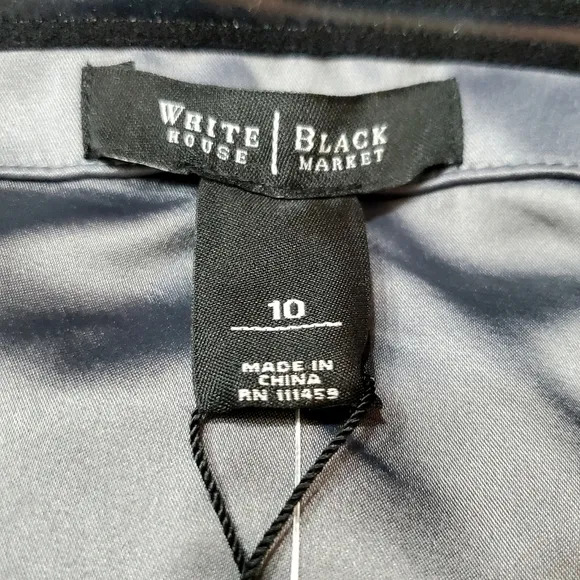 WHITE HOUSE | BLACK MARKET
10
MADE IN
CHINA
RN 111459